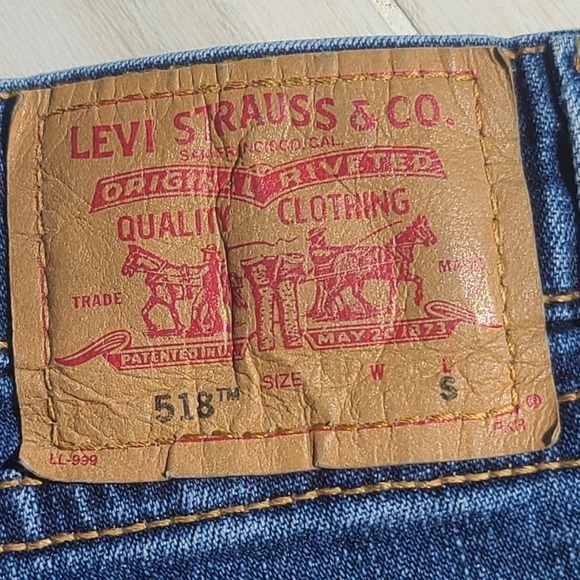 LEVI STRAUSS & CO.
SAN FRANCISCO, CAL.
ORIGINAL RIVETED
QUALITY CLOTHING
TRADE MARK
PATENTED IN U.S. MAY 20 1873
518™ SIZE W L
S
LL-999 ®